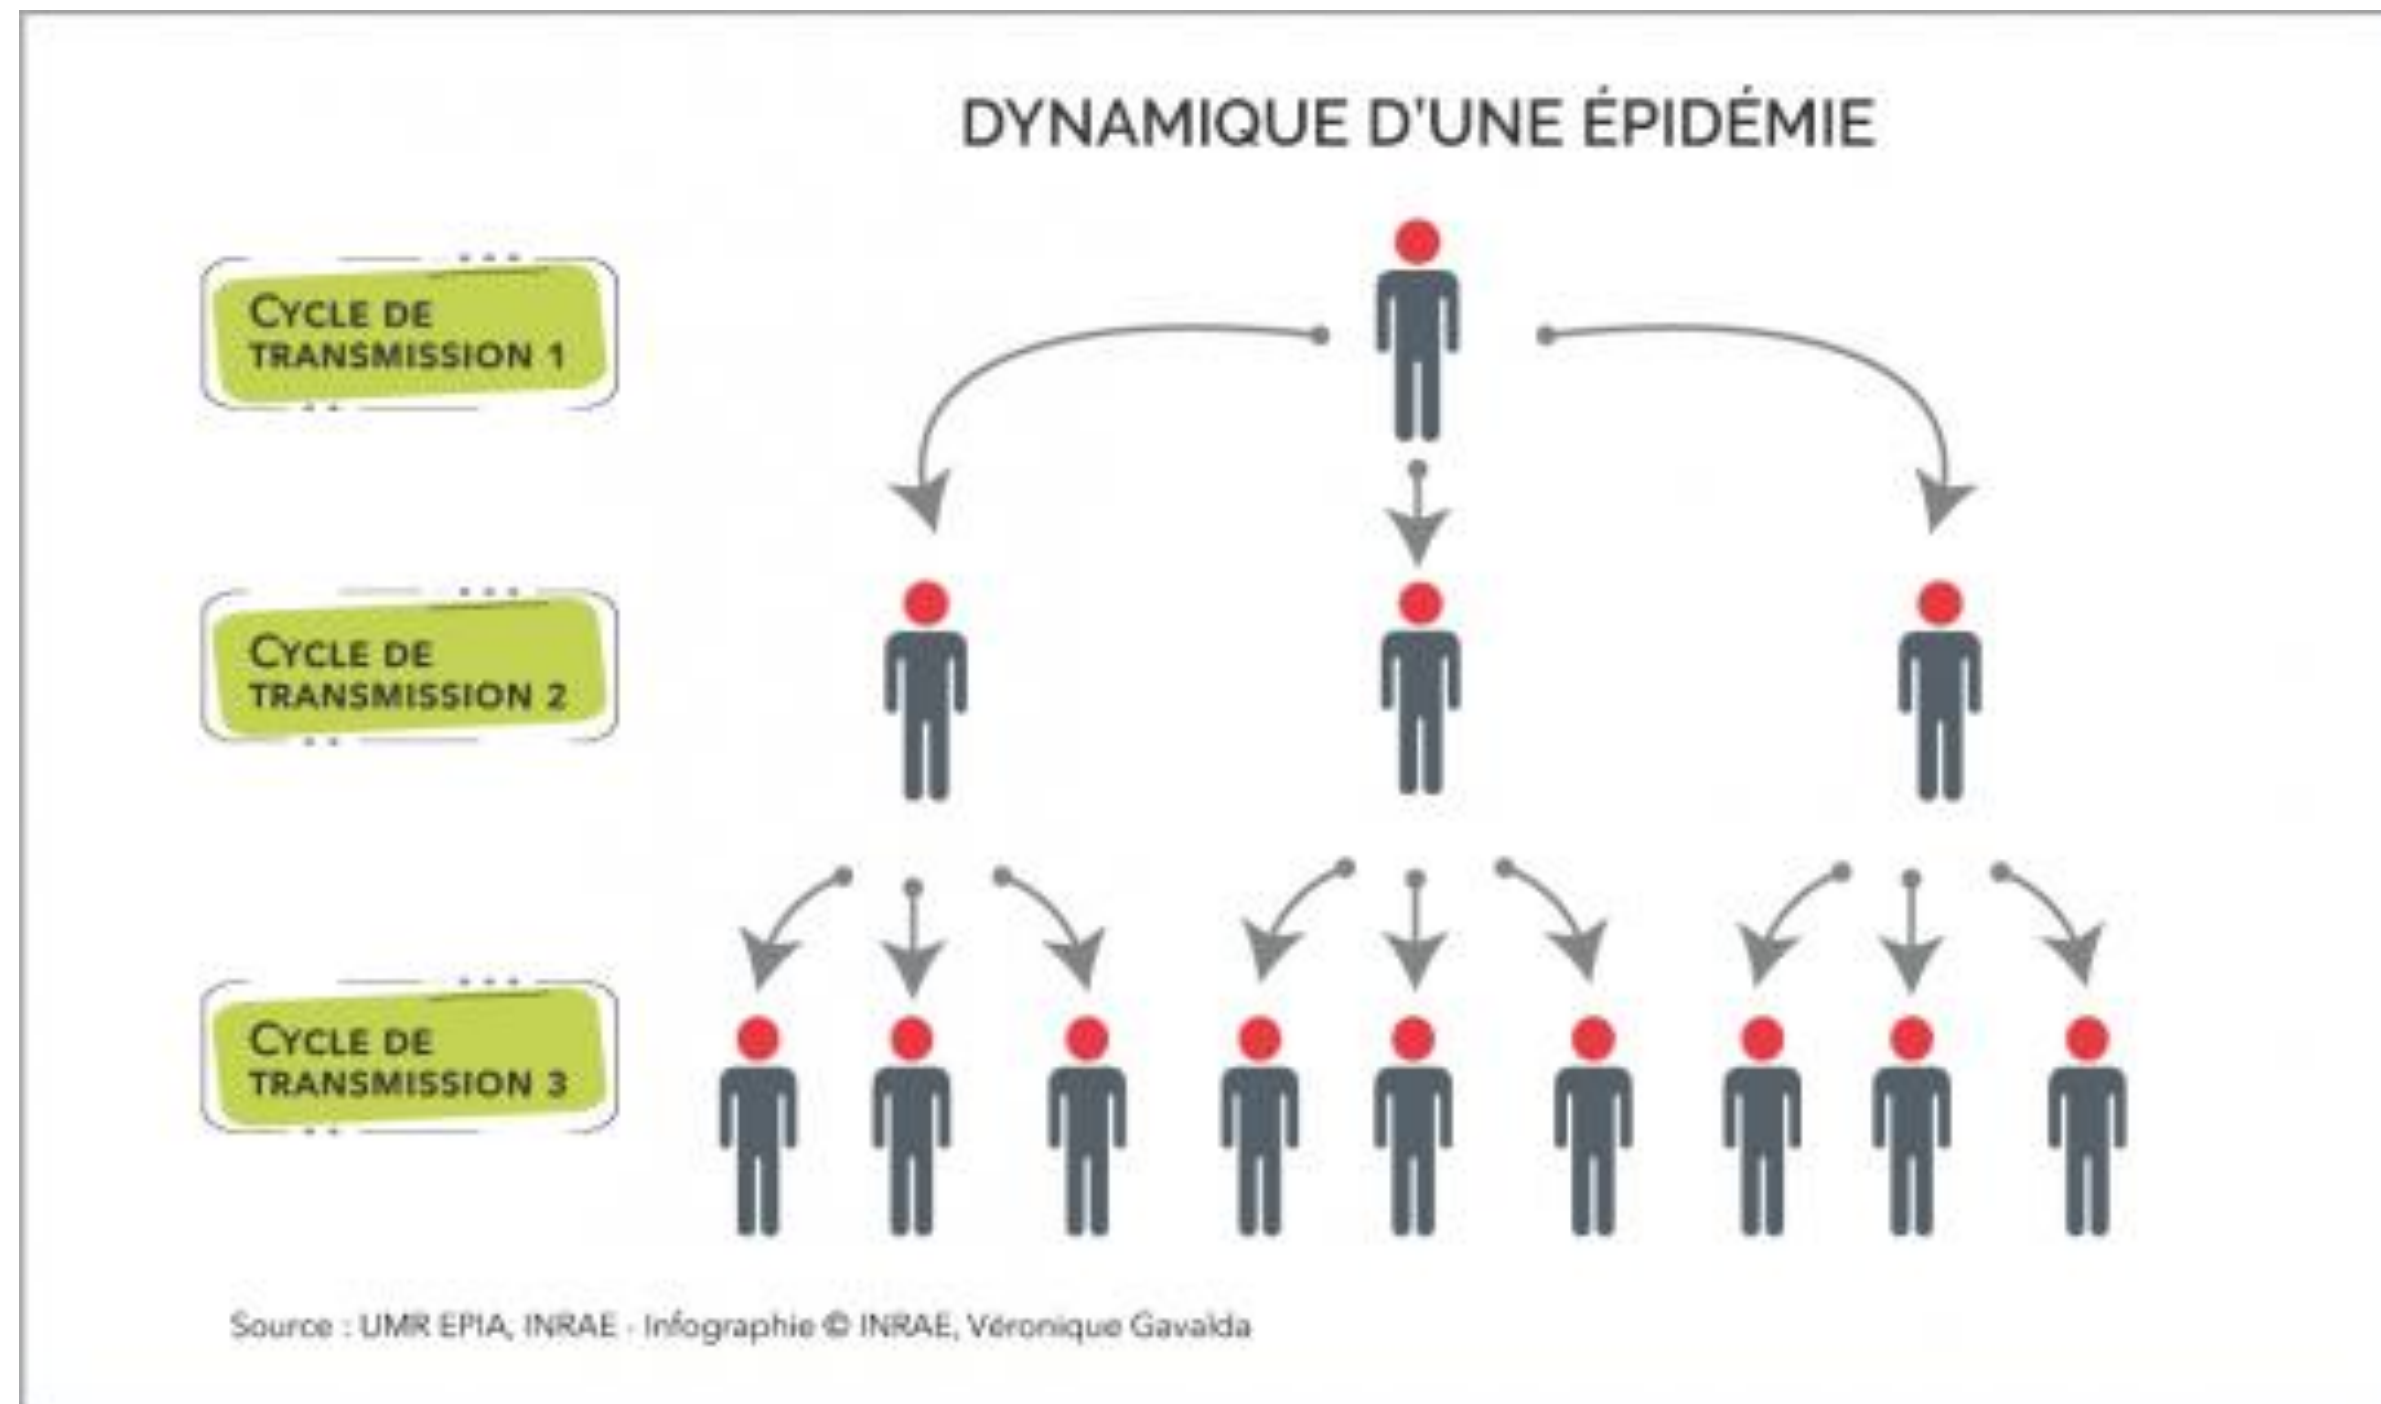 DYNAMIQUE D'UNE ÉPIDÉMIE
CYCLE DE
TRANSMISSION 1
CYCLE DE
TRANSMISSION 2
CYCLE DE
TRANSMISSION 3
Source : UMR EPIA, INRAE - Infographie © INRAE, Véronique Gavalda